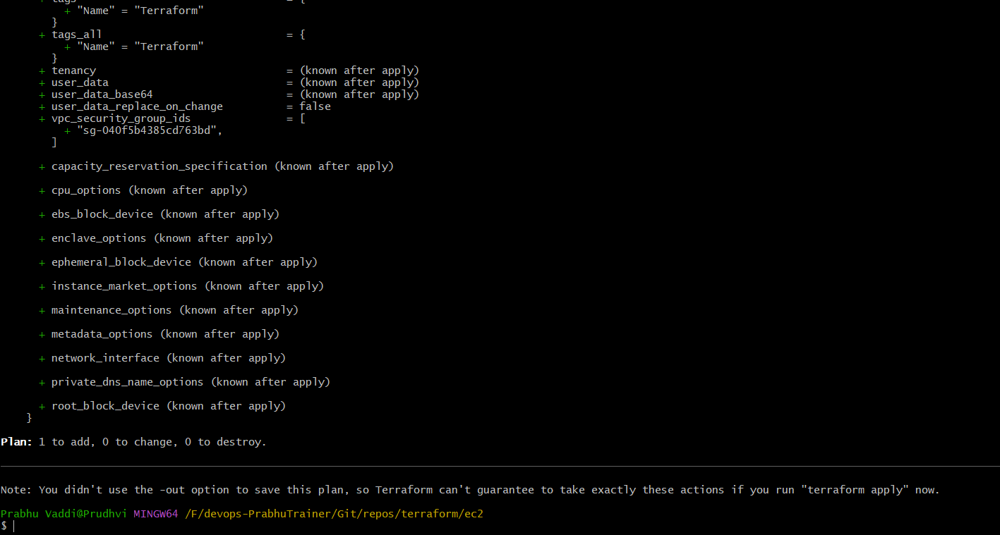 + tags = {
+ "Name" = "Terraform"
}
+ tags_all = {
+ "Name" = "Terraform"
}
+ tenancy = (known after apply)
+ user_data = (known after apply)
+ user_data_base64 = (known after apply)
+ user_data_replace_on_change = false
+ vpc_security_group_ids = [
+ "sg-040f5b4385cd763bd",
]
+ capacity_reservation_specification (known after apply)
+ cpu_options (known after apply)
+ ebs_block_device (known after apply)
+ enclave_options (known after apply)
+ ephemeral_block_device (known after apply)
+ instance_market_options (known after apply)
+ maintenance_options (known after apply)
+ metadata_options (known after apply)
+ network_interface (known after apply)
+ private_dns_name_options (known after apply)
+ root_block_device (known after apply)
}
Plan: 1 to add, 0 to change, 0 to destroy.
Note: You didn't use the -out option to save this plan, so Terraform can't guarantee to take exactly these actions if you run "terraform apply" now.
Prabhu Vaddi@Prudhvi MINGW64 /F/devops-PrabhuTrainer/Git/repos/terraform/ec2
$